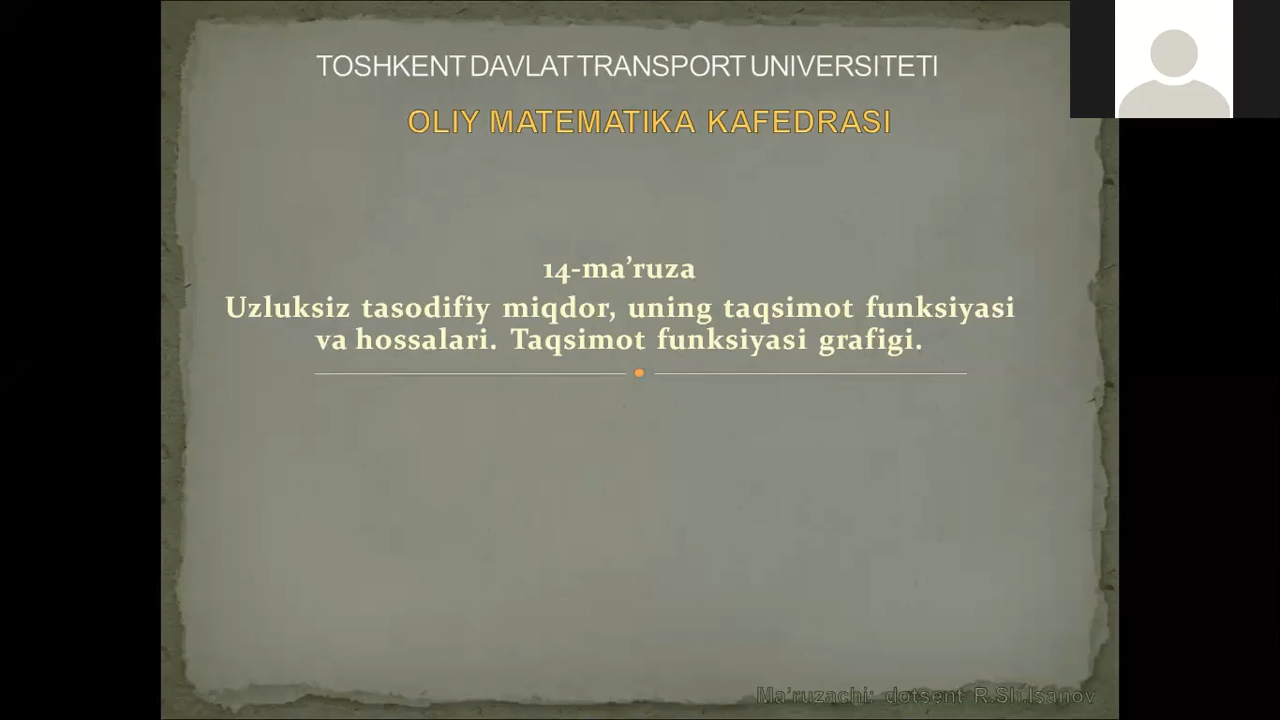 TOSHKENT DAVLAT TRANSPORT UNIVERSITETI
OLIY MATEMATIKA KAFEDRASI
14-ma’ruza
Uzluksiz tasodifiy miqdor, uning taqsimot funksiyasi
va hossalari. Taqsimot funksiyasi grafigi.
Ma’ruzachi: dotsent R.Sh.Isanov